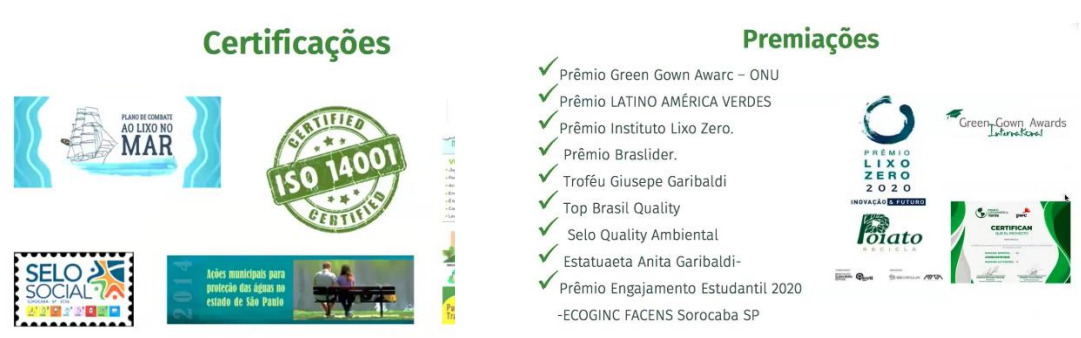 Certificações
PLANO DE COMBATE
AO LIXO NO
MAR
CERTIFIED
ISO 14001
CERTIFIED
SELO
SOCIAL
2014
Ações municipais para
proteção das águas no
estado de São Paulo
Premiações
Prêmio Green Gown Awarc – ONU
Prêmio LATINO AMÉRICA VERDES
Prêmio Instituto Lixo Zero.
Prêmio Braslider.
Troféu Giusepe Garibaldi
Top Brasil Quality
Selo Quality Ambiental
Estatuaeta Anita Garibaldi-
Prêmio Engajamento Estudantil 2020
-ECOGINC FACENS Sorocaba SP
PRÊMIO
LIXO
ZERO
2020
INOVAÇÃO & FUTURO
Poiato
RECICLA
Green Gown Awards
International
pwc
CERTIFICAN